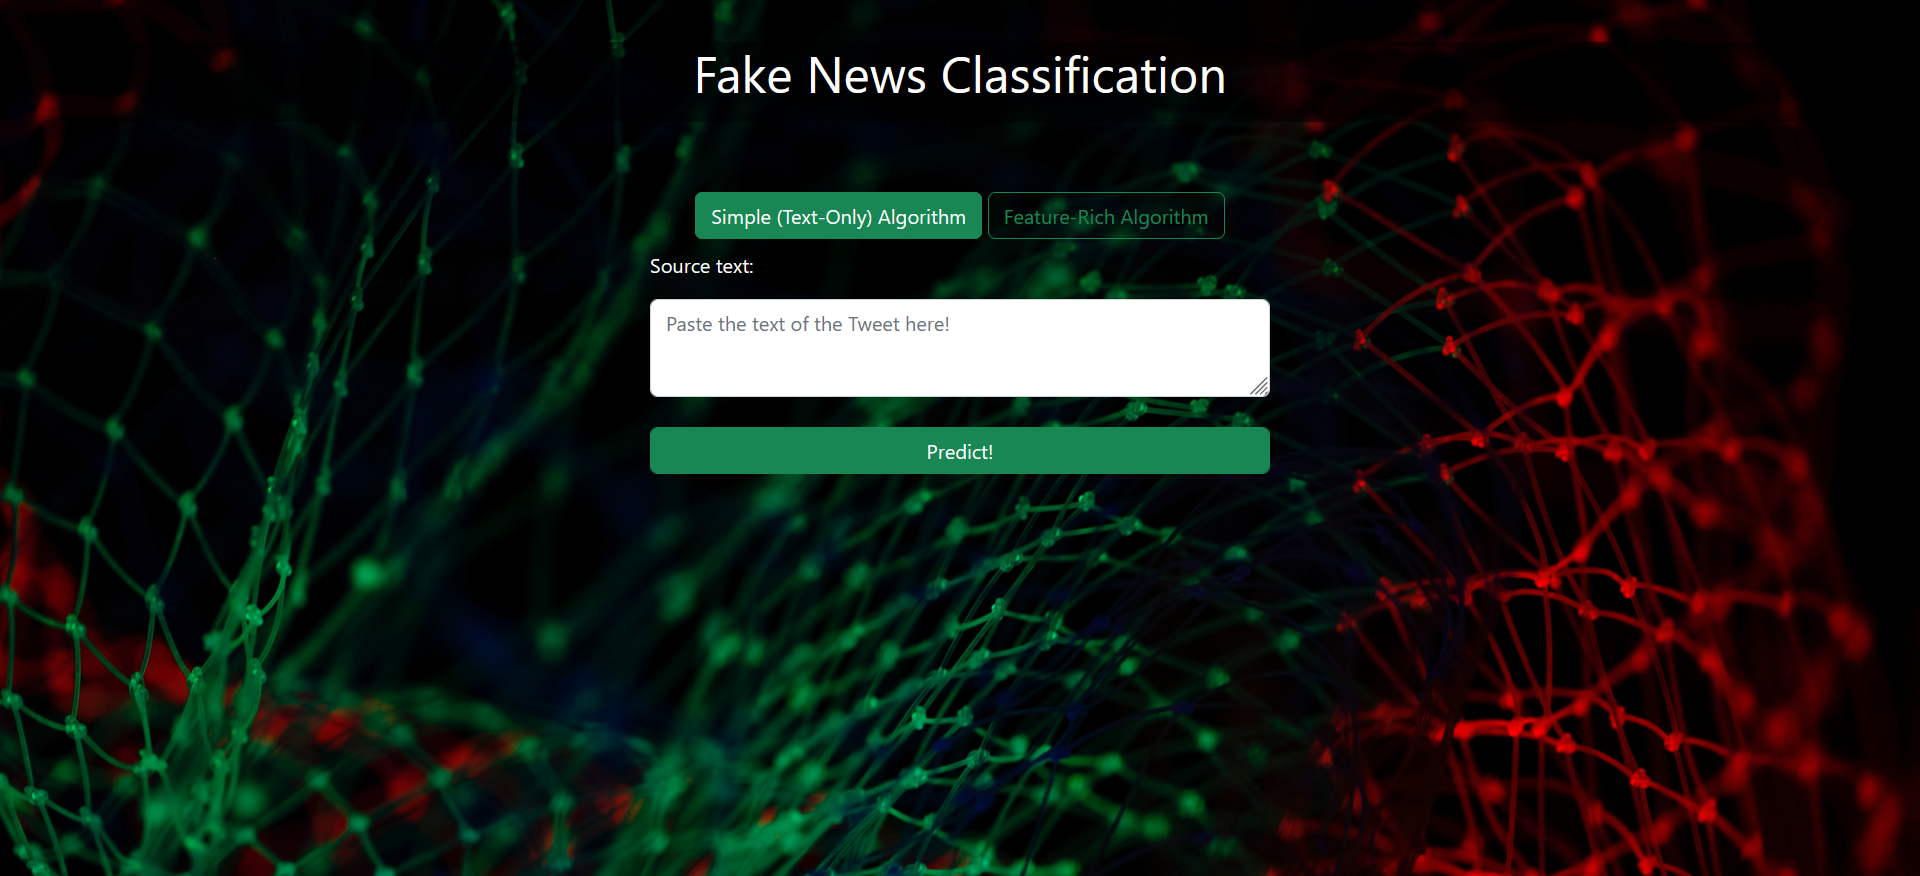 Fake News Classification
Simple (Text-Only) Algorithm Feature-Rich Algorithm
Source text:
Paste the text of the Tweet here!
Predict!